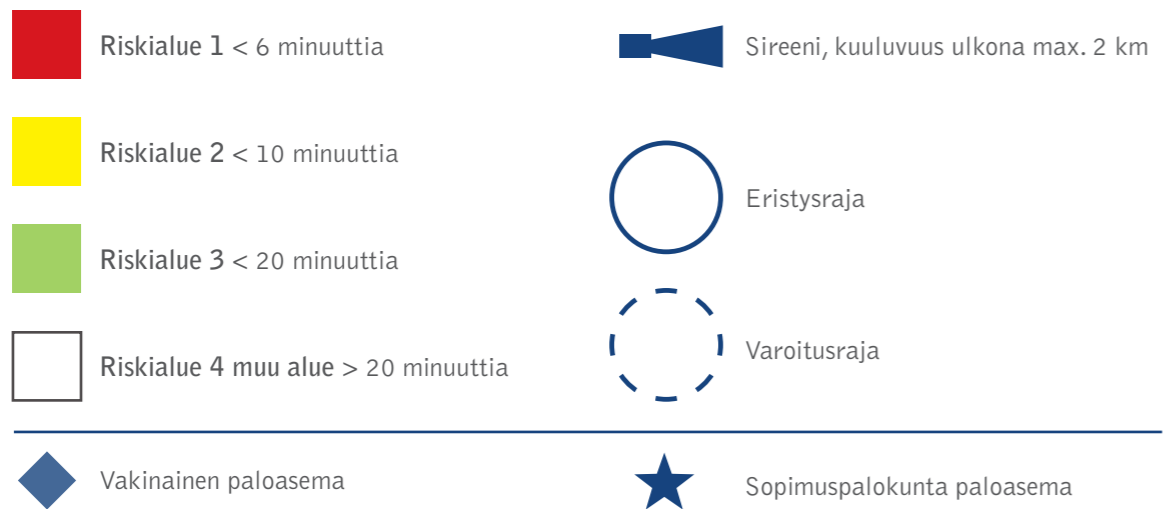 Riskialue 1 < 6 minuuttia
Riskialue 2 < 10 minuuttia
Riskialue 3 < 20 minuuttia
Riskialue 4 muu alue > 20 minuuttia
Sireeni, kuuluvuus ulkona max. 2 km
Eristysraja
Varoitusraja
Vakinainen paloasema
Sopimuspalokunta paloasema